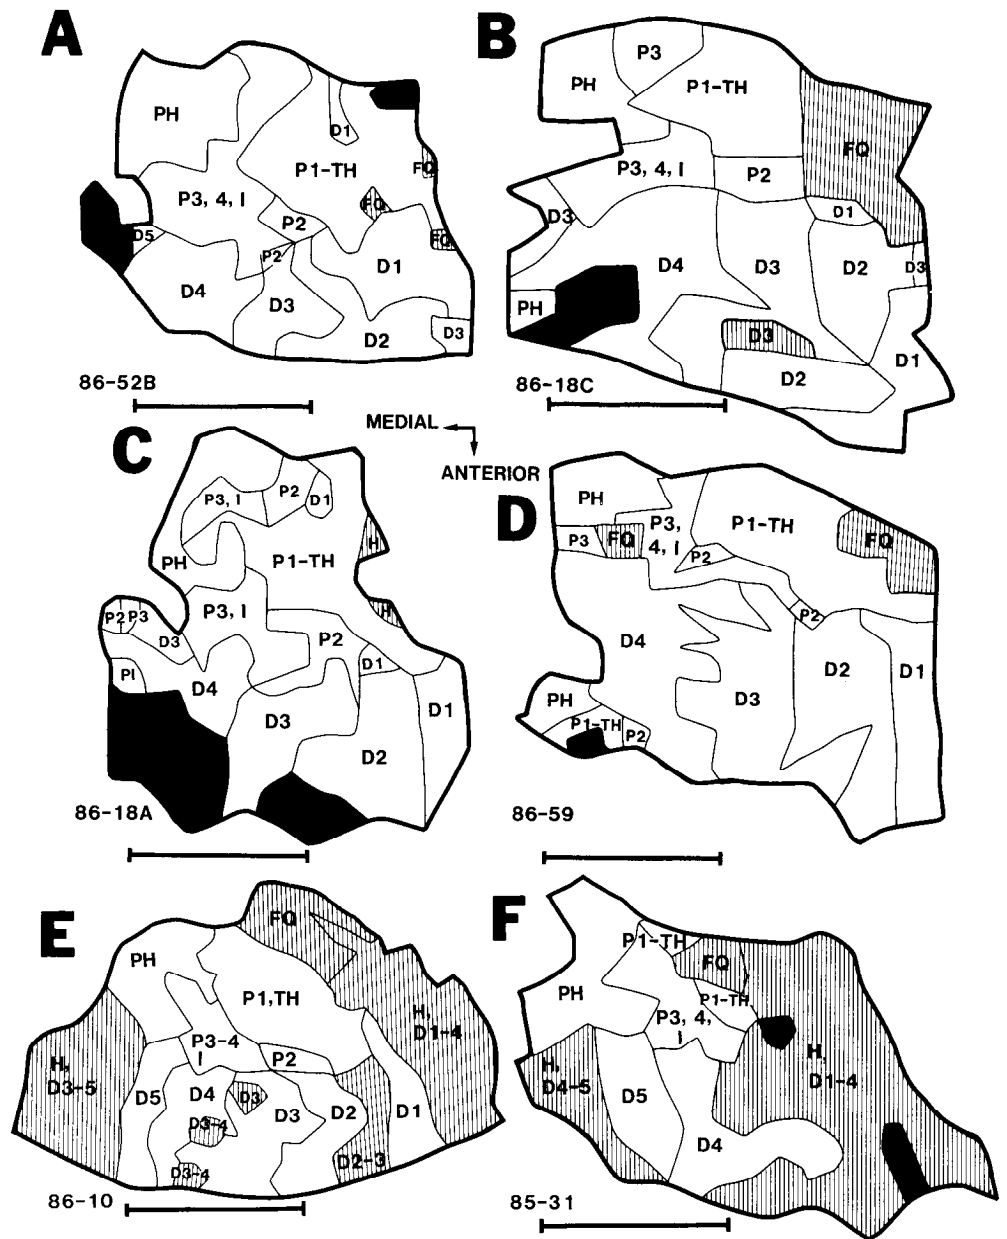 A
PH
D1
P1-TH
FQ
P3, 4, I
FQ
P2
D5
FQ
P2
D1
D4
D3
D2
D3
86-52B
B
P3
PH
P1-TH
FQ
P3, 4, I
P2
D3
D1
D4
D3
D2
D3
PH
D3
D1
D2
86-18C
MEDIAL
ANTERIOR
C
P2
P3, I
D1
H
PH
P1-TH
P2 P3
P3, I
H
D3
P2
D1
PI
D4
D3
D1
D2
86-18A
D
PH
P3,
4, I
P1-TH
P3
FQ
FQ
P2
P2
D4
D2
D1
PH
D3
P1-TH
P2
86-59
E
FQ
PH
P1,TH
H,
D1-4
P3-4
I
P2
H,
D3-5
D5
D4
D3
D3
D2
D1
D3-4
D2-3
D3-4
86-10
F
P1-TH
FQ
PH
P1-TH
P3, 4,
I
H,
D1-4
H,
D4-5
D5
D4
85-31